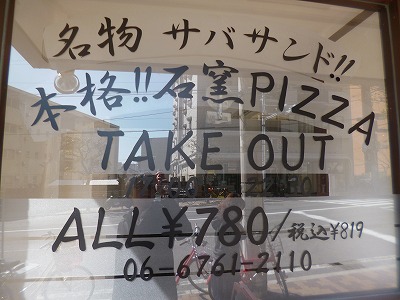 名物 サバサンド!!
本格!!石窯PIZZA
TAKE OUT
ALL¥780/税込¥819
06=6761=2110